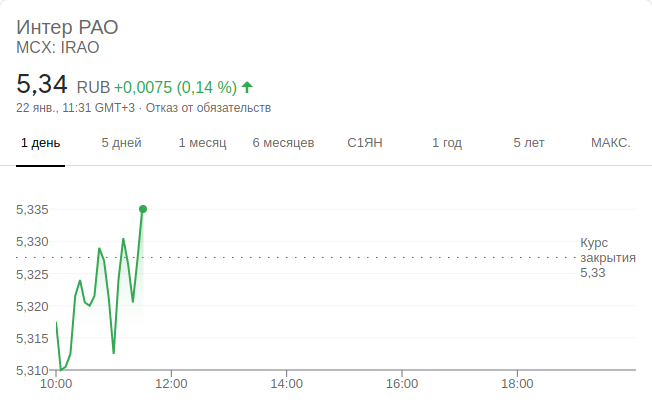 Интер РАО
MCX: IRAO
5,34 RUB +0,0075 (0,14 %)
22 янв., 11:31 GMT+3 · Отказ от обязательств
1 день 5 дней 1 месяц 6 месяцев С1ЯН 1 год 5 лет МАКС.
5,335
5,330
5,325
5,320
5,315
5,310
Курс
закрытия
5,33
10:00 12:00 14:00 16:00 18:00